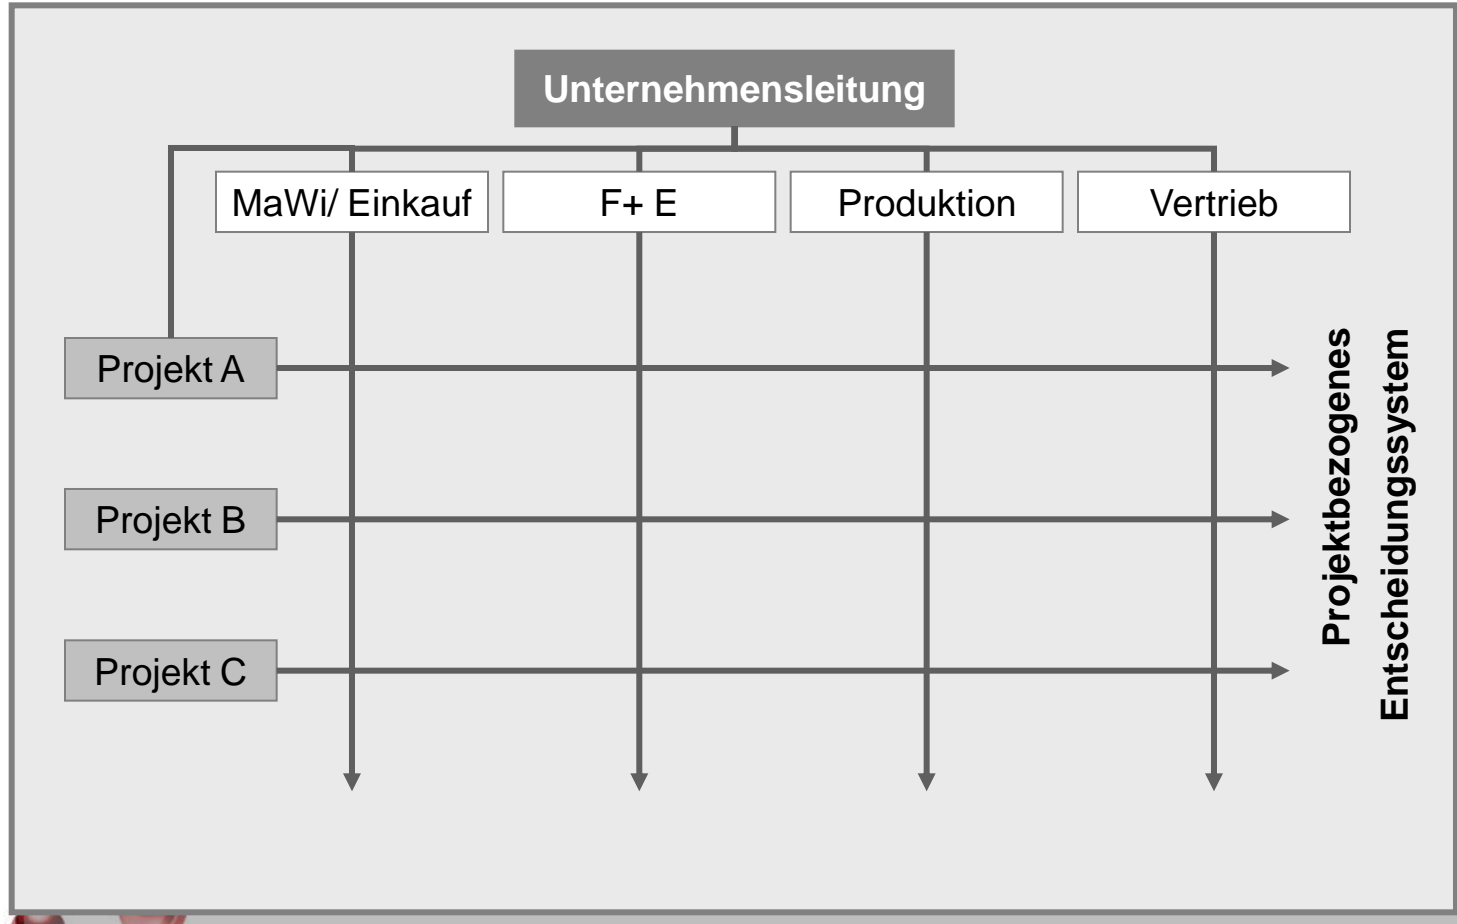 Unternehmensleitung
MaWi/ Einkauf
F+ E
Produktion
Vertrieb
Projekt A
Projekt B
Projekt C
Projektbezogenes
Entscheidungssystem